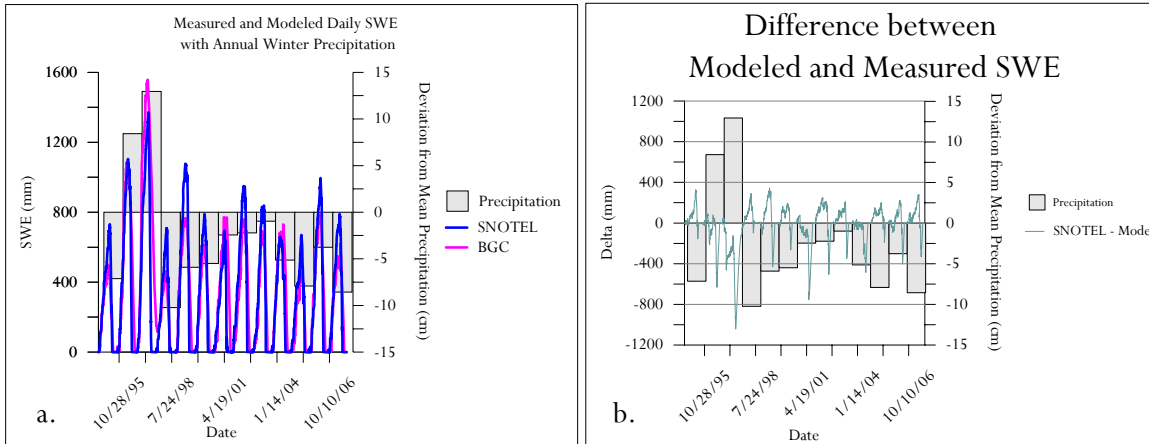 Measured and Modeled Daily SWE
with Annual Winter Precipitation
1600
1200
800
400
0
SWE (mm)
15
10
5
0
-5
-10
-15
Deviation from Mean Precipitation (cm)
Precipitation
SNOTEL
BGC
10/28/95
7/24/98
4/19/01
1/14/04
10/10/06
Date
a.
Difference between
Modeled and Measured SWE
1200
800
400
0
-400
-800
-1200
Delta (mm)
15
10
5
0
-5
-10
-15
Deviation from Mean Precipitation (cm)
Precipitation
SNOTEL - Mode
10/28/95
7/24/98
4/19/01
1/14/04
10/10/06
Date
b.